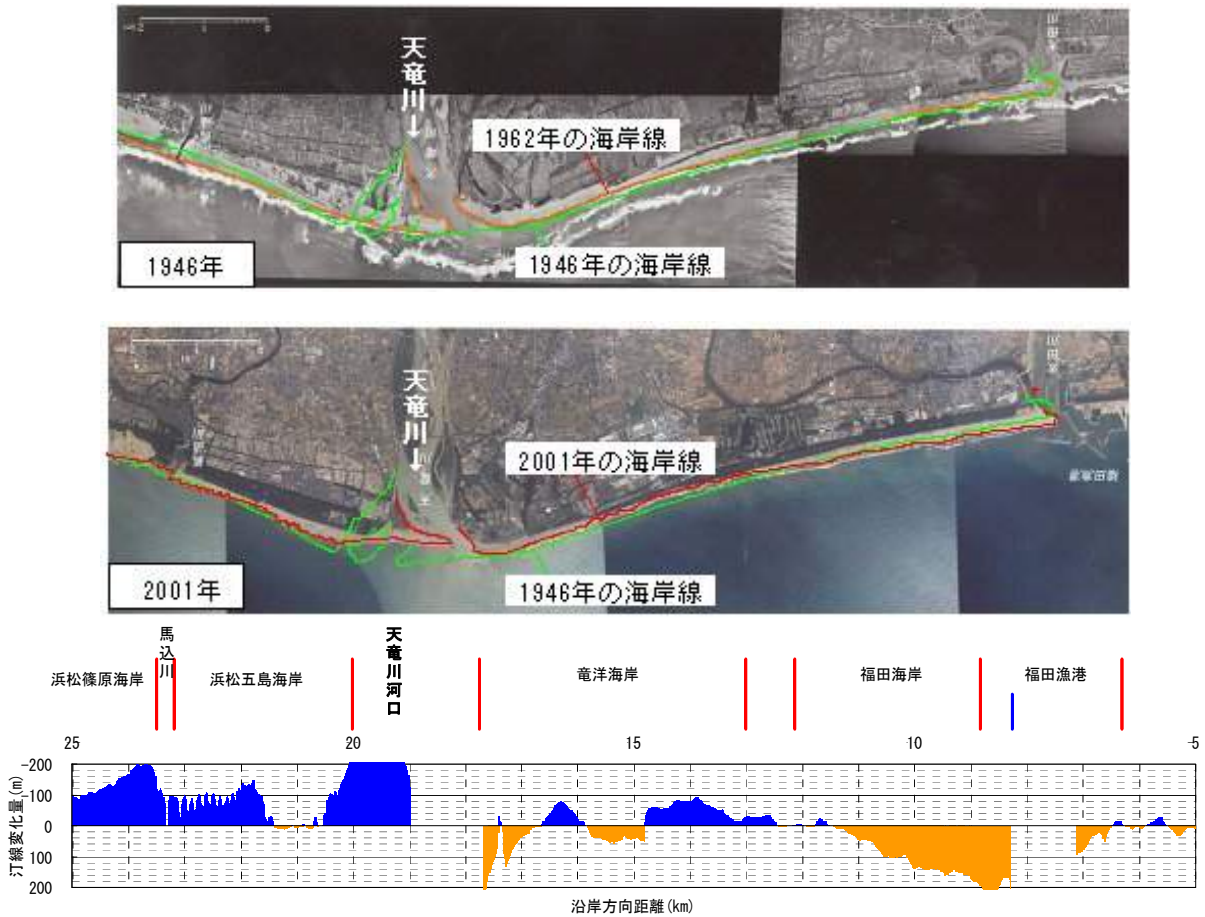 天竜川
↓
1962年の海岸線
1946年の海岸線
1946年
天竜川
↓
2001年の海岸線
1946年の海岸線
2001年
浜松篠原海岸
馬込川
浜松五島海岸
天竜川河口
竜洋海岸
福田海岸
福田漁港
25
20
15
10
-5
汀線変化量(m)
-200
-100
0
100
200
沿岸方向距離(km)